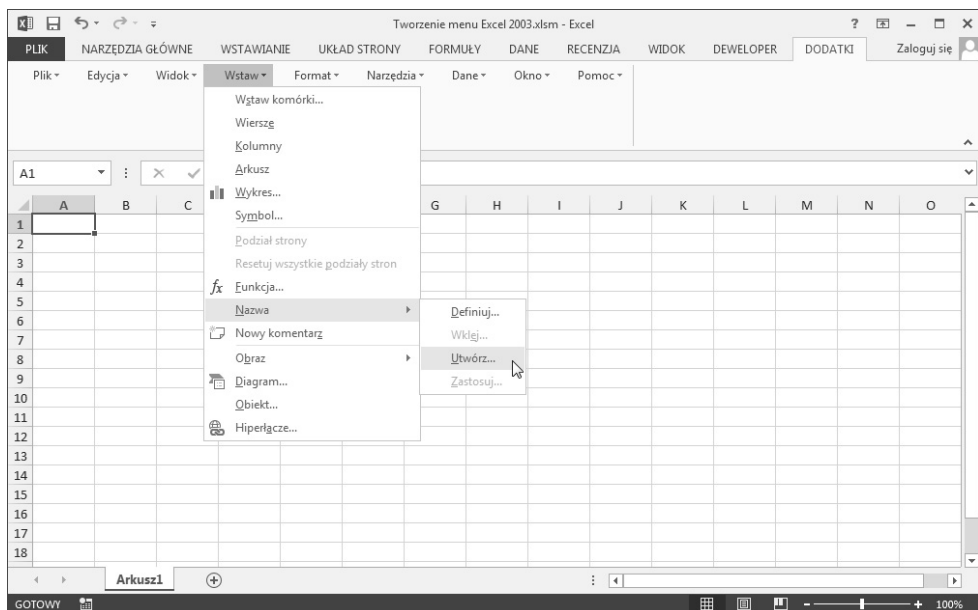 Tworzenie menu Excel 2003.xlsm - Excel
PLIK NARZĘDZIA GŁÓWNE WSTAWIANIE UKŁAD STRONY FORMUŁY DANE RECENZJA WIDOK DEWELOPER DODATKI Zaloguj się
Plik Edycja Widok Wstaw Format Narzędzia Dane Okno Pomoc
Wstaw komórki...
Wiersze
Kolumny
Arkusz
Wykres...
Symbol...
Podział strony
Resetuj wszystkie podziały stron
fx Funkcja...
Nazwa
Nowy komentarz
Obraz
Diagram...
Obiekt...
Hiperłącze...
Definiuj...
Wklej...
Utwórz...
Zastosuj...
A1
A B C G H I J K L M N O
1
2
3
4
5
6
7
8
9
10
11
12
13
14
15
16
17
18
Arkusz1
GOTOWY 100%